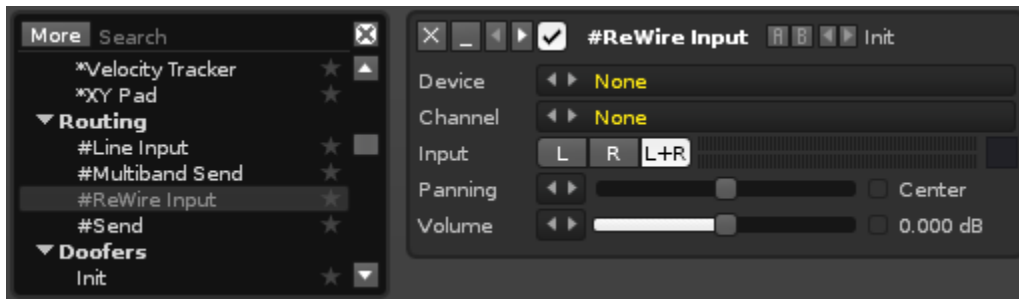 More Search
*Velocity Tracker
*XY Pad
Routing
#Line Input
#Multiband Send
#ReWire Input
#Send
Doofers
Init
#ReWire Input A B Init
Device None
Channel None
Input L R L+R
Panning Center
Volume 0.000 dB